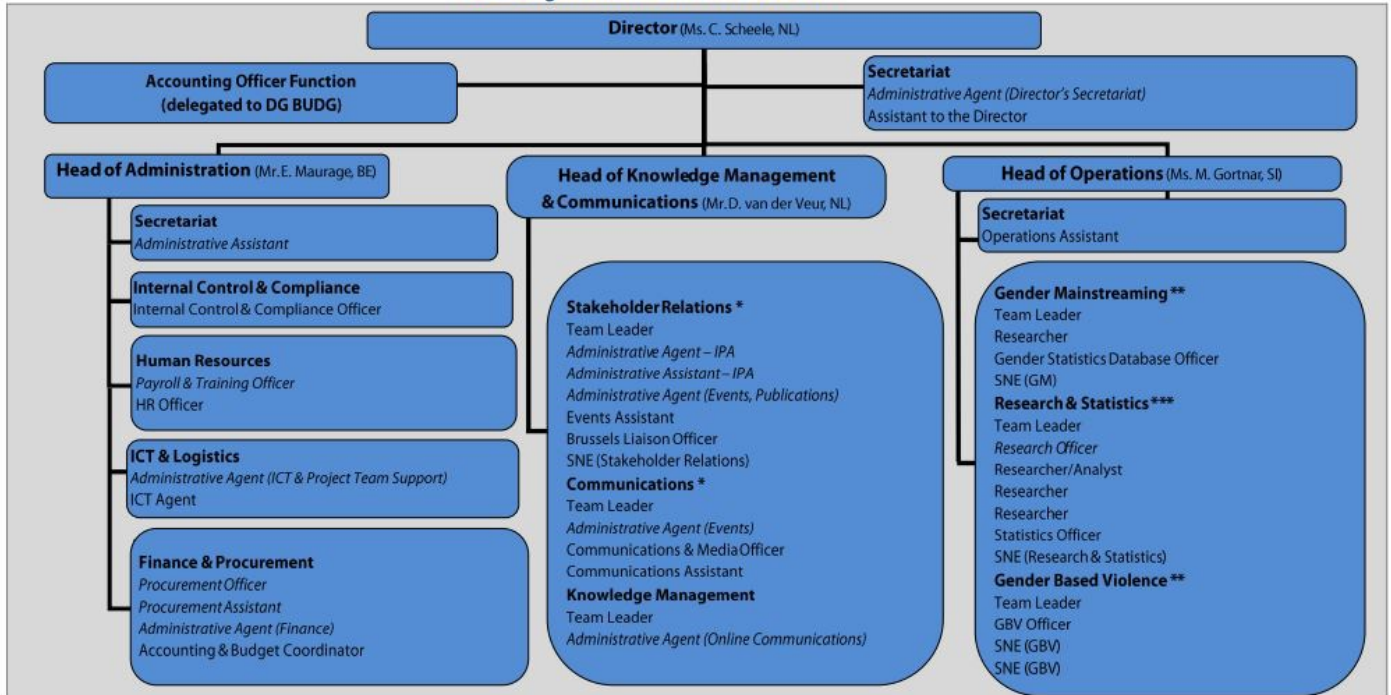 Director (Ms. C. Scheele, NL)
Accounting Officer Function
(delegated to DG BUDG)
Secretariat
Administrative Agent (Director's Secretariat)
Assistant to the Director
Head of Administration (Mr. E. Maurage, BE)
Secretariat
Administrative Assistant
Internal Control & Compliance
Internal Control & Compliance Officer
Human Resources
Payroll & Training Officer
HR Officer
ICT & Logistics
Administrative Agent (ICT & Project Team Support)
ICT Agent
Finance & Procurement
Procurement Officer
Procurement Assistant
Administrative Agent (Finance)
Accounting & Budget Coordinator
Head of Knowledge Management
& Communications (Mr. D. van der Veur, NL)
Stakeholder Relations *
Team Leader
Administrative Agent – IPA
Administrative Assistant – IPA
Administrative Agent (Events, Publications)
Events Assistant
Brussels Liaison Officer
SNE (Stakeholder Relations)
Communications *
Team Leader
Administrative Agent (Events)
Communications & Media Officer
Communications Assistant
Knowledge Management
Team Leader
Administrative Agent (Online Communications)
Head of Operations (Ms. M. Gortnar, SI)
Secretariat
Operations Assistant
Gender Mainstreaming **
Team Leader
Researcher
Gender Statistics Database Officer
SNE (GM)
Research & Statistics ***
Team Leader
Research Officer
Researcher/Analyst
Researcher
Researcher
Statistics Officer
SNE (Research & Statistics)
Gender Based Violence **
Team Leader
GBV Officer
SNE (GBV)
SNE (GBV)